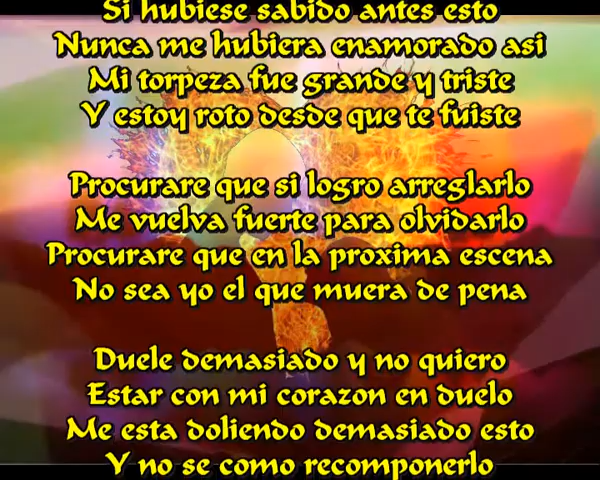 Si hubiese sabido antes esto
Nunca me hubiera enamorado asi
Mi torpeza fue grande y triste
Y estoy roto desde que te fuiste

Procurare que si logro arreglarlo
Me vuelva fuerte para olvidarlo
Procurare que en la proxima escena
No sea yo el que muera de pena

Duele demasiado y no quiero
Estar con mi corazon en duelo
Me esta doliendo demasiado esto
Y no se como recomponerlo